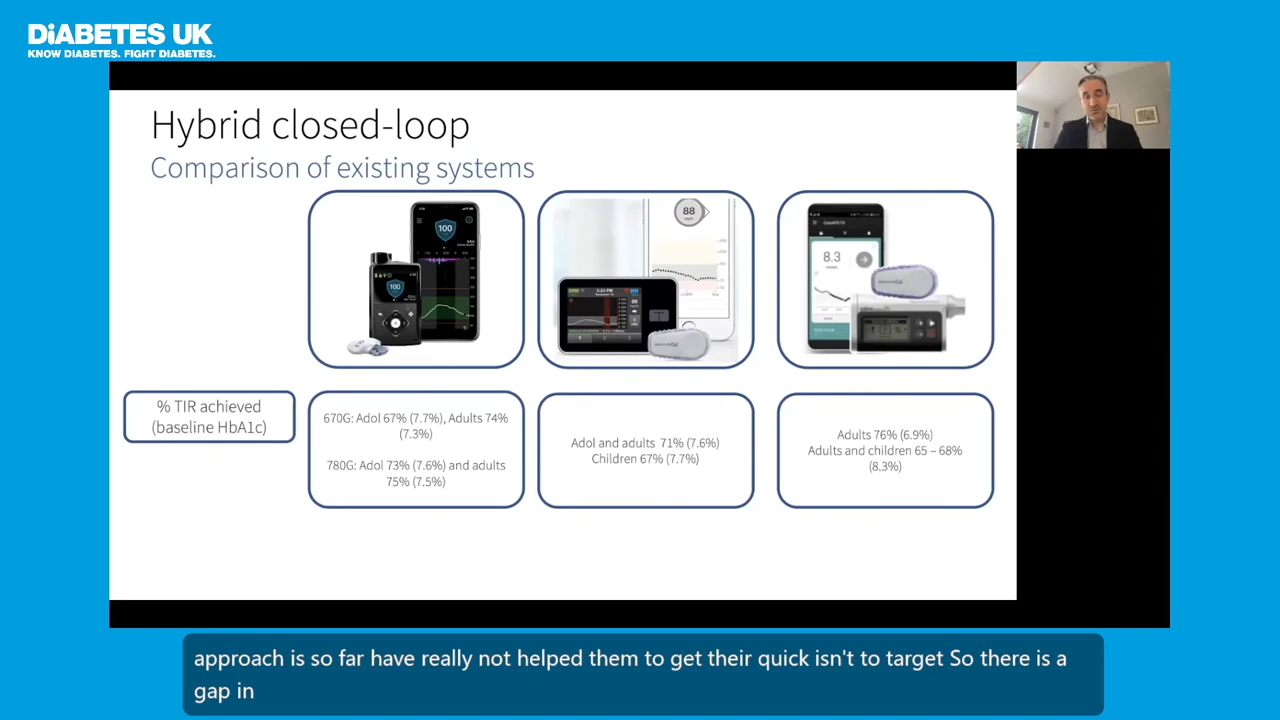 DiABETES UK
KNOW DIABETES. FIGHT DIABETES.
Hybrid closed-loop
Comparison of existing systems
100
100
88
8.3
% TIR achieved
(baseline HbA1c)
670G: Adol 67% (7.7%), Adults 74%
(7.3%)
780G: Adol 73% (7.6%) and adults
75% (7.5%)
Adol and adults 71% (7.6%)
Children 67% (7.7%)
Adults 76% (6.9%)
Adults and children 65 – 68%
(8.3%)
approach is so far have really not helped them to get their quick isn't to target So there is a
gap in